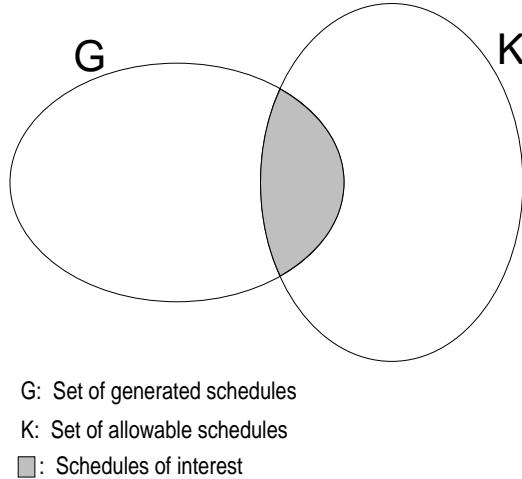 G
K
G: Set of generated schedules
K: Set of allowable schedules
: Schedules of interest